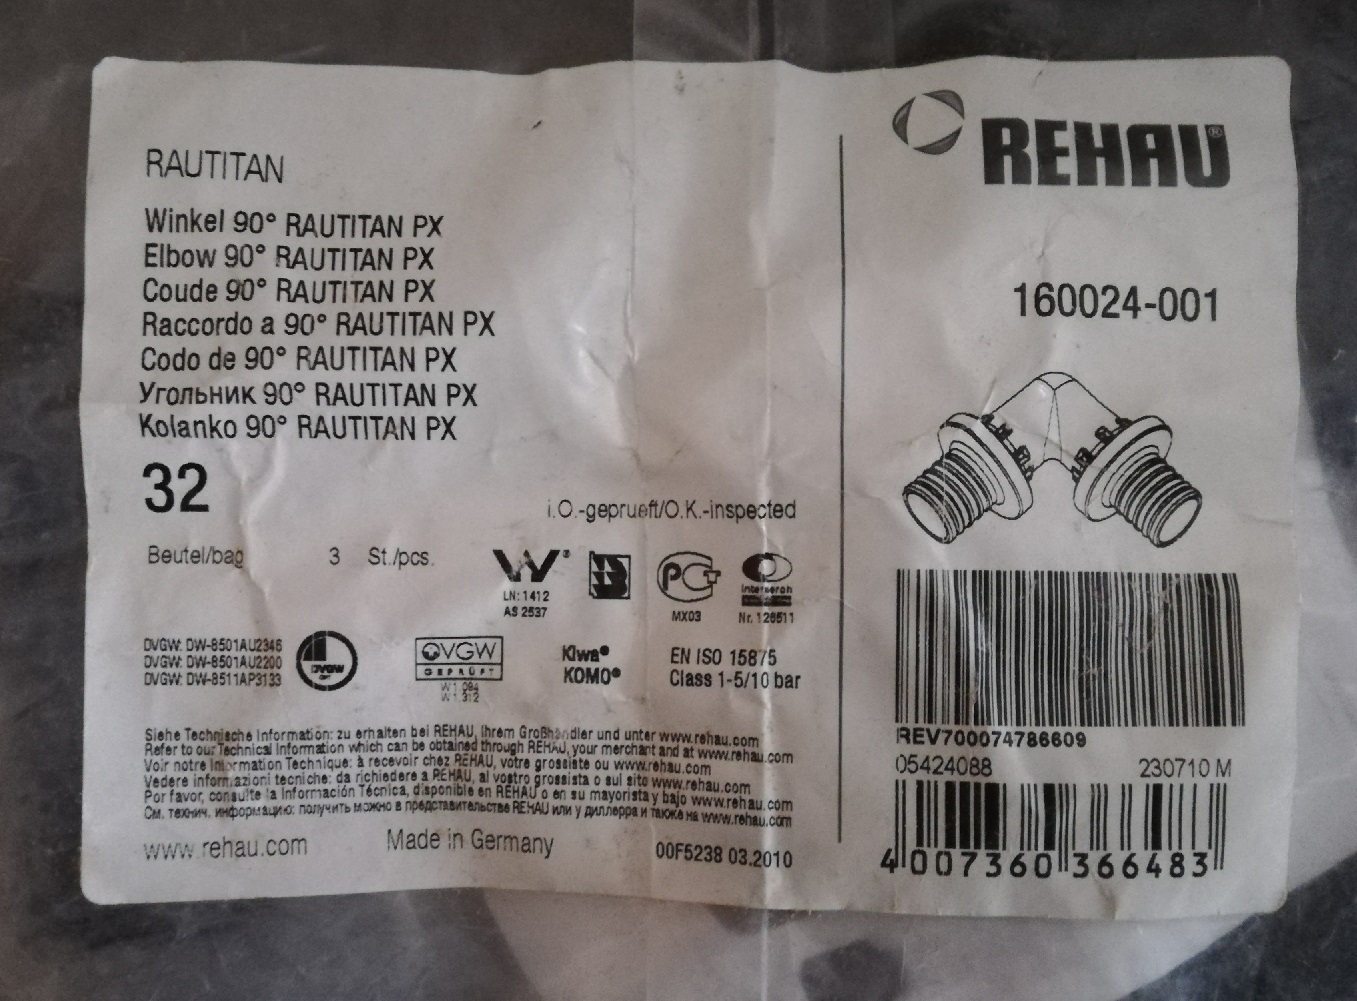 REHAU®
RAUTITAN
Winkel 90° RAUTITAN PX
Elbow 90° RAUTITAN PX
Coude 90° RAUTITAN PX
Raccordo a 90° RAUTITAN PX
Codo de 90° RAUTITAN PX
Угольник 90° RAUTITAN PX
Kolanko 90° RAUTITAN PX
32
i.O.-geprueft/O.K.-inspected
Beutel/bag 3 St./pcs.
LN: 1412
AS 2537
PCT
MX03
Interseroh
Nr. 126511
DVGW: DW-8501AU2346
DVGW: DW-8501AU2200
DVGW: DW-8511AP3133
DVGW
ÖVGW
GEPRÜFT
W 1.094
W 1.312
Kiwa®
KOMO®
EN ISO 15875
Class 1-5/10 bar
Siehe Technische Information: zu erhalten bei REHAU, Ihrem Großhändler und unter www.rehau.com
Refer to our Technical Information which can be obtained through REHAU, your merchant and at www.rehau.com
Voir notre Information Technique: à recevoir chez REHAU, votre grossiste ou www.rehau.com
Vedere informazioni tecniche: da richiedere a REHAU, al vostro grossista o sul sito www.rehau.com
Por favor, consulte la Información Técnica, disponible en REHAU o en su mayorista y bajo www.rehau.com
См. технич. информацию: получить можно в представительстве REHAU или у диллера и также на www.rehau.com
www.rehau.com Made in Germany 00F5238 03.2010
160024-001
REV700074786609
05424088 230710 M
4 007360 366483